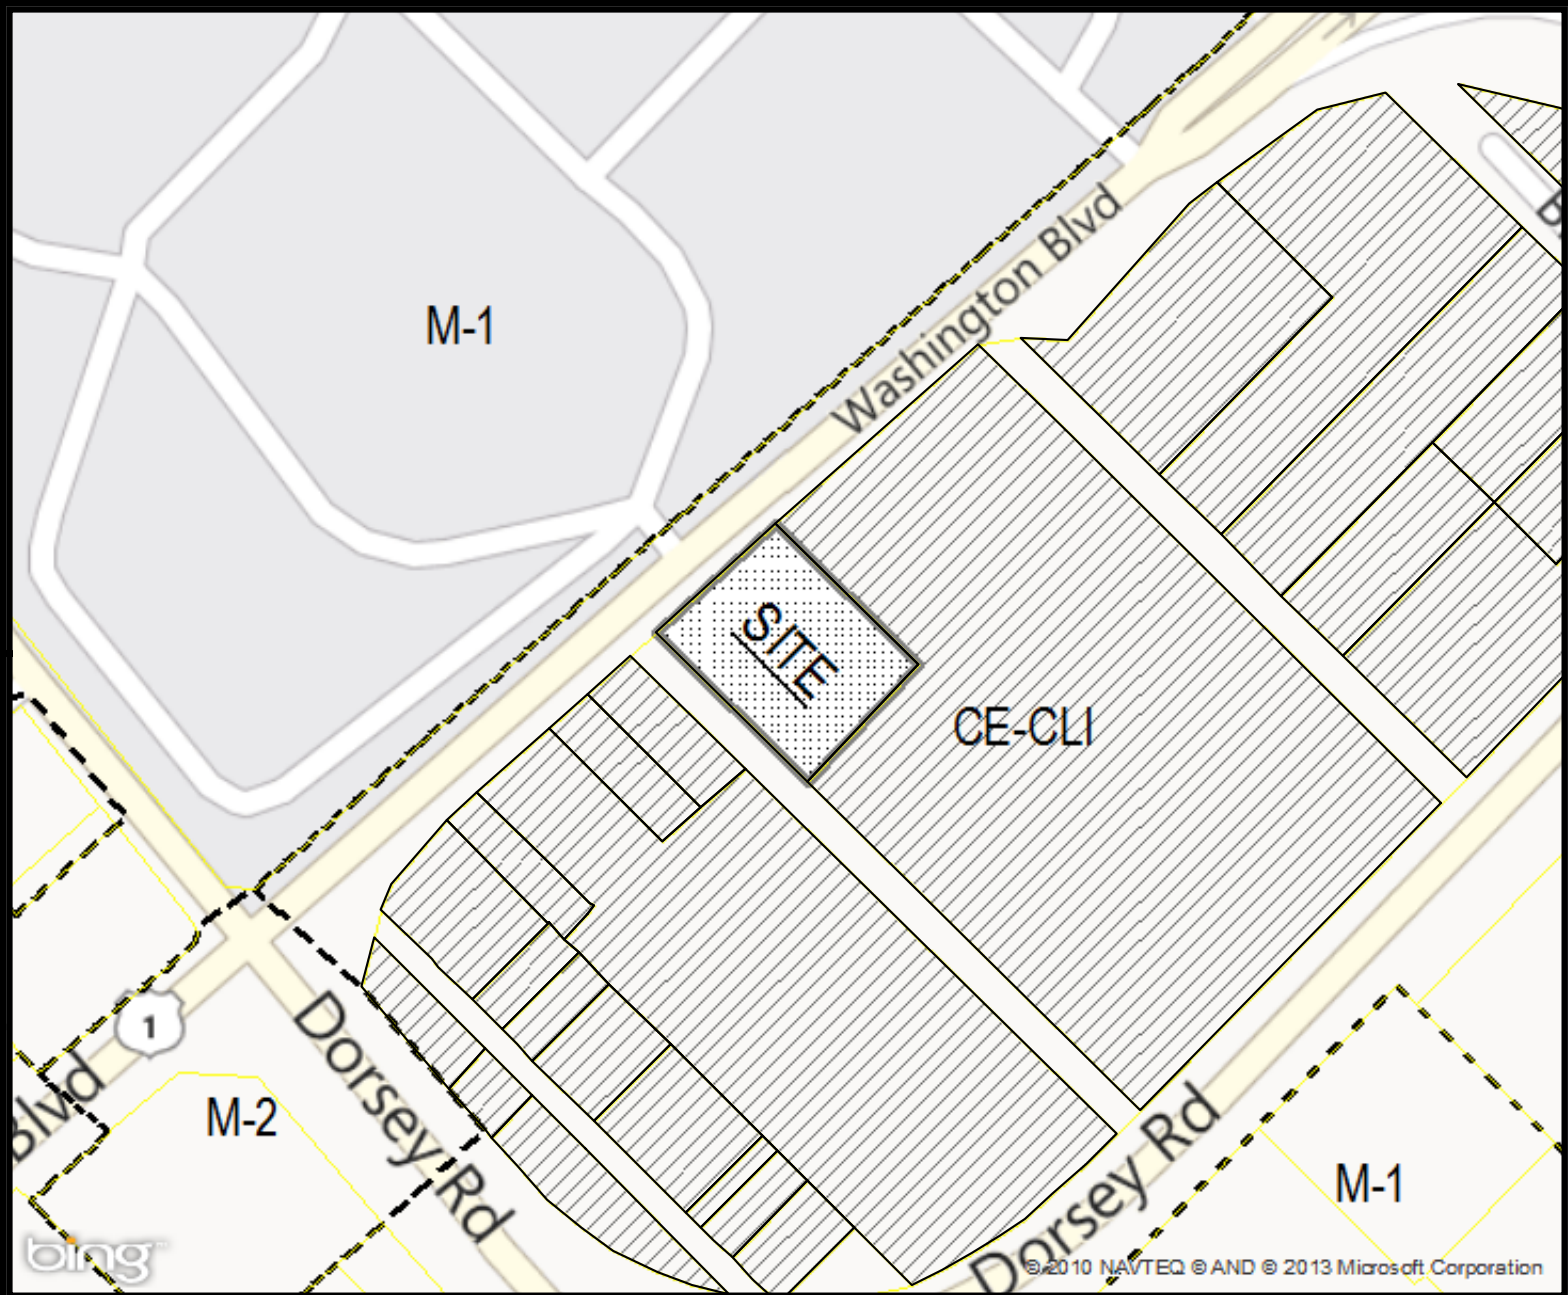 Washington Blvd
B
M-1
SITE
CE-CLI
1
Blvd
Dorsey Rd
M-2
Dorsey Rd
M-1
bing
© 2010 NAVTEQ © AND © 2013 Microsoft Corporation